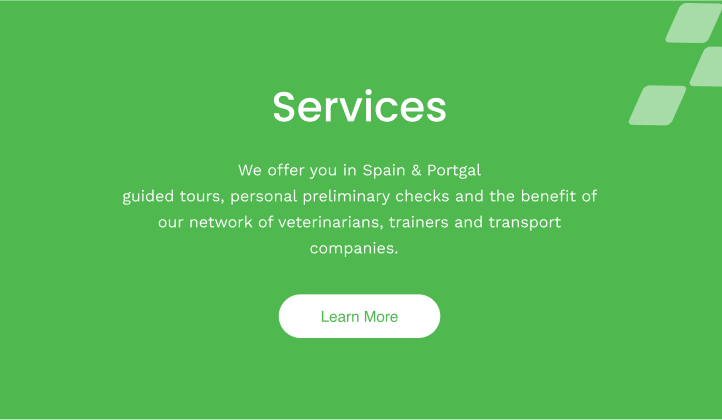 Services
We offer you in Spain & Portgal
guided tours, personal preliminary checks and the benefit of
our network of veterinarians, trainers and transport
companies.
Learn More